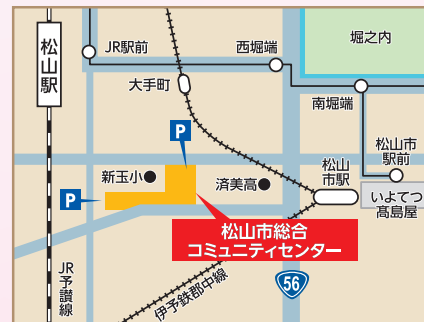 松山駅
JR駅前
西堀端
堀之内
大手町
南堀端
P
松山市
駅前
新玉小
済美高
松山
市駅
P
いよてつ
髙島屋
松山市総合
コミュニティセンター
JR予讃線
伊予鉄郡中線
56